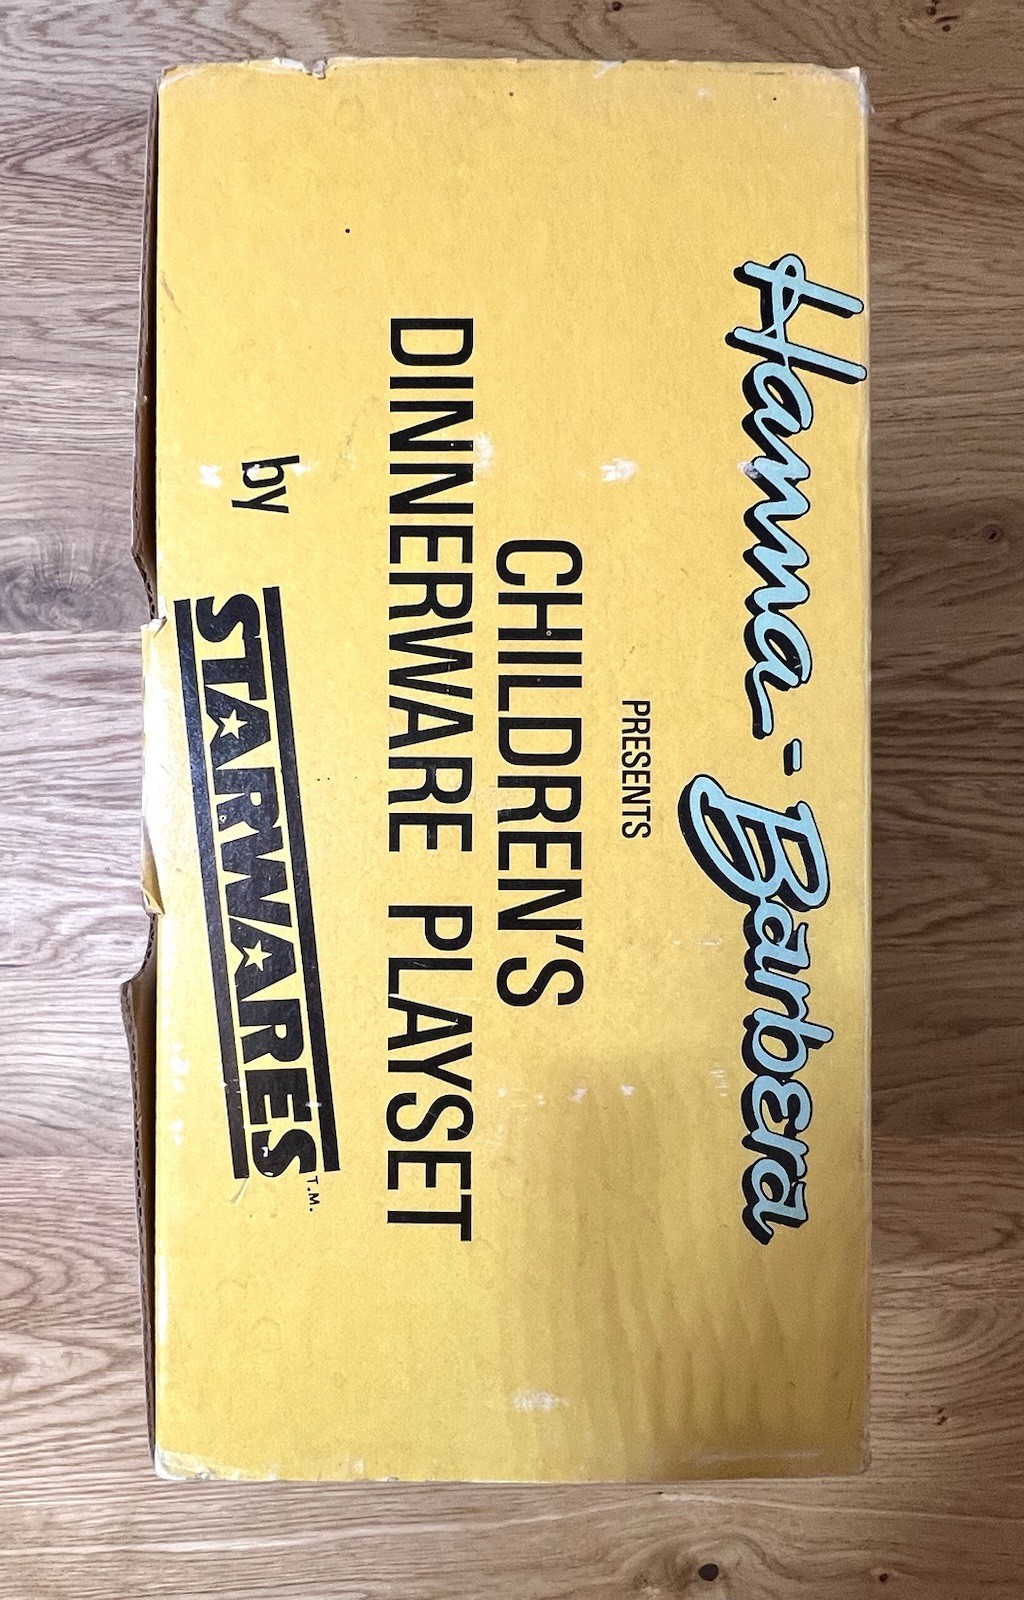 Hanna-Barbera
PRESENTS
CHILDREN'S
DINNERWARE PLAYSET
by STARWARES T.M.